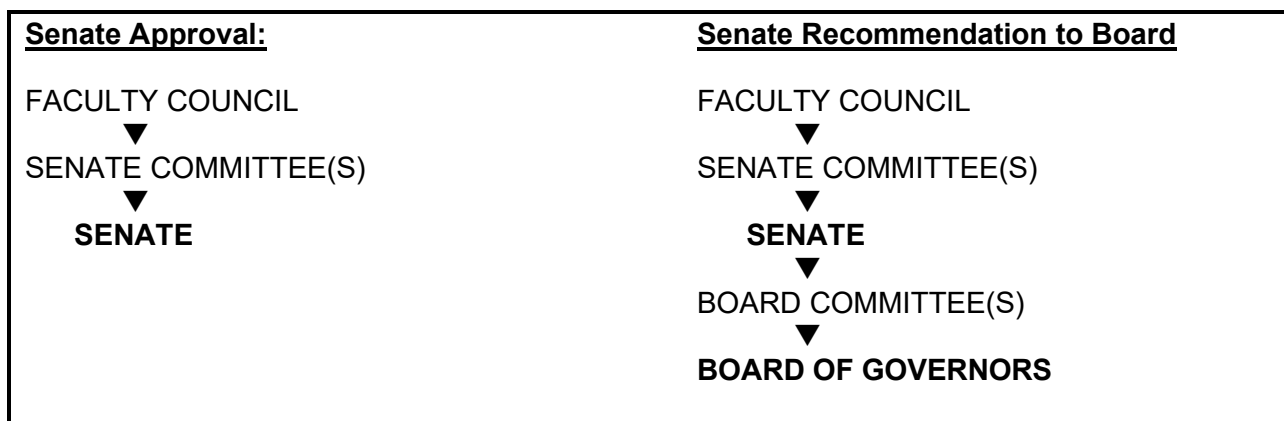 Senate Approval:
FACULTY COUNCIL
▼
SENATE COMMITTEE(S)
▼
SENATE
Senate Recommendation to Board
FACULTY COUNCIL
▼
SENATE COMMITTEE(S)
▼
SENATE
▼
BOARD COMMITTEE(S)
▼
BOARD OF GOVERNORS